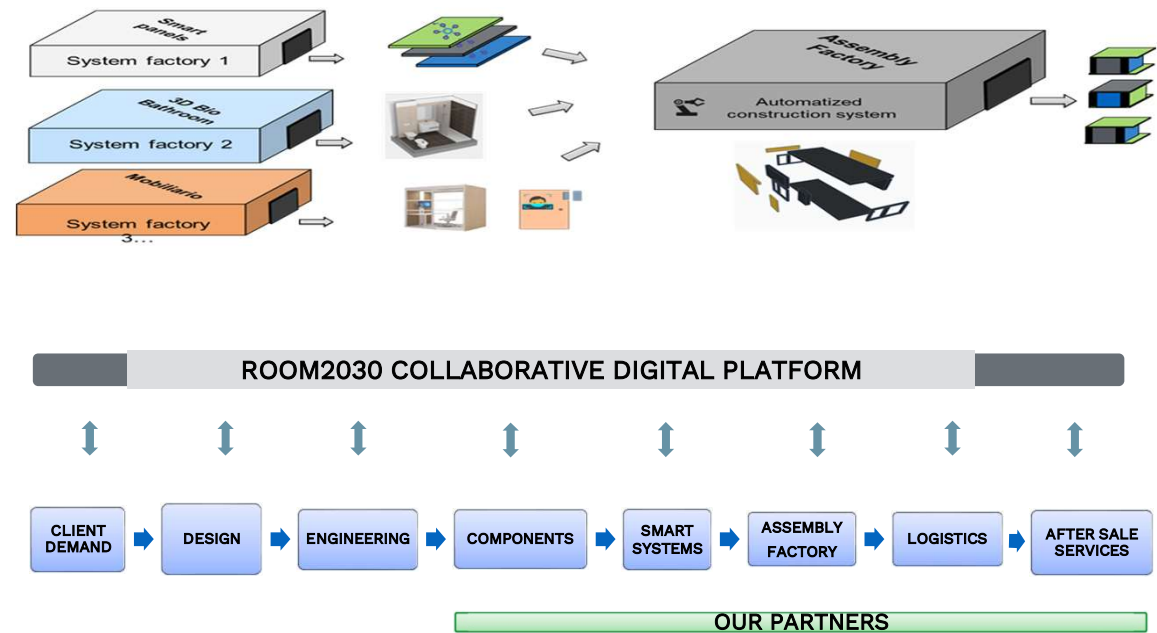 Smart
panels
System factory 1
3D Bio
Bathroom
System factory 2
Mobiliario
System factory
3...
Assembly
Factory
Automatized
construction system
ROOM2030 COLLABORATIVE DIGITAL PLATFORM
CLIENT
DEMAND
DESIGN
ENGINEERING
COMPONENTS
SMART
SYSTEMS
ASSEMBLY
FACTORY
LOGISTICS
AFTER SALE
SERVICES
OUR PARTNERS